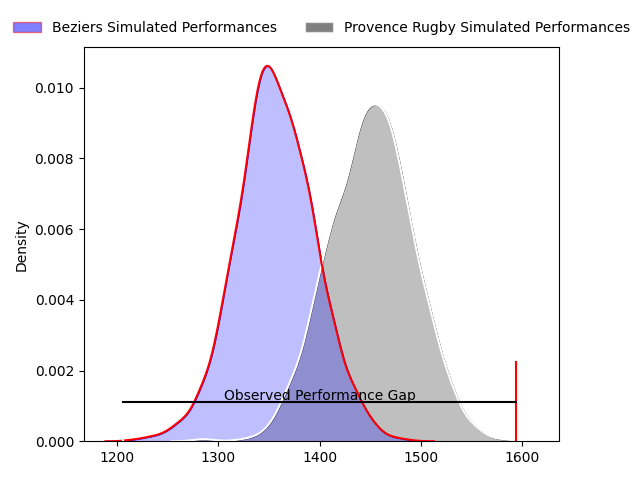 Beziers Simulated Performances
Provence Rugby Simulated Performances
0.010
0.008
0.006
0.004
0.002
0.000
Density
Observed Performance Gap
1200
1300
1400
1500
1600